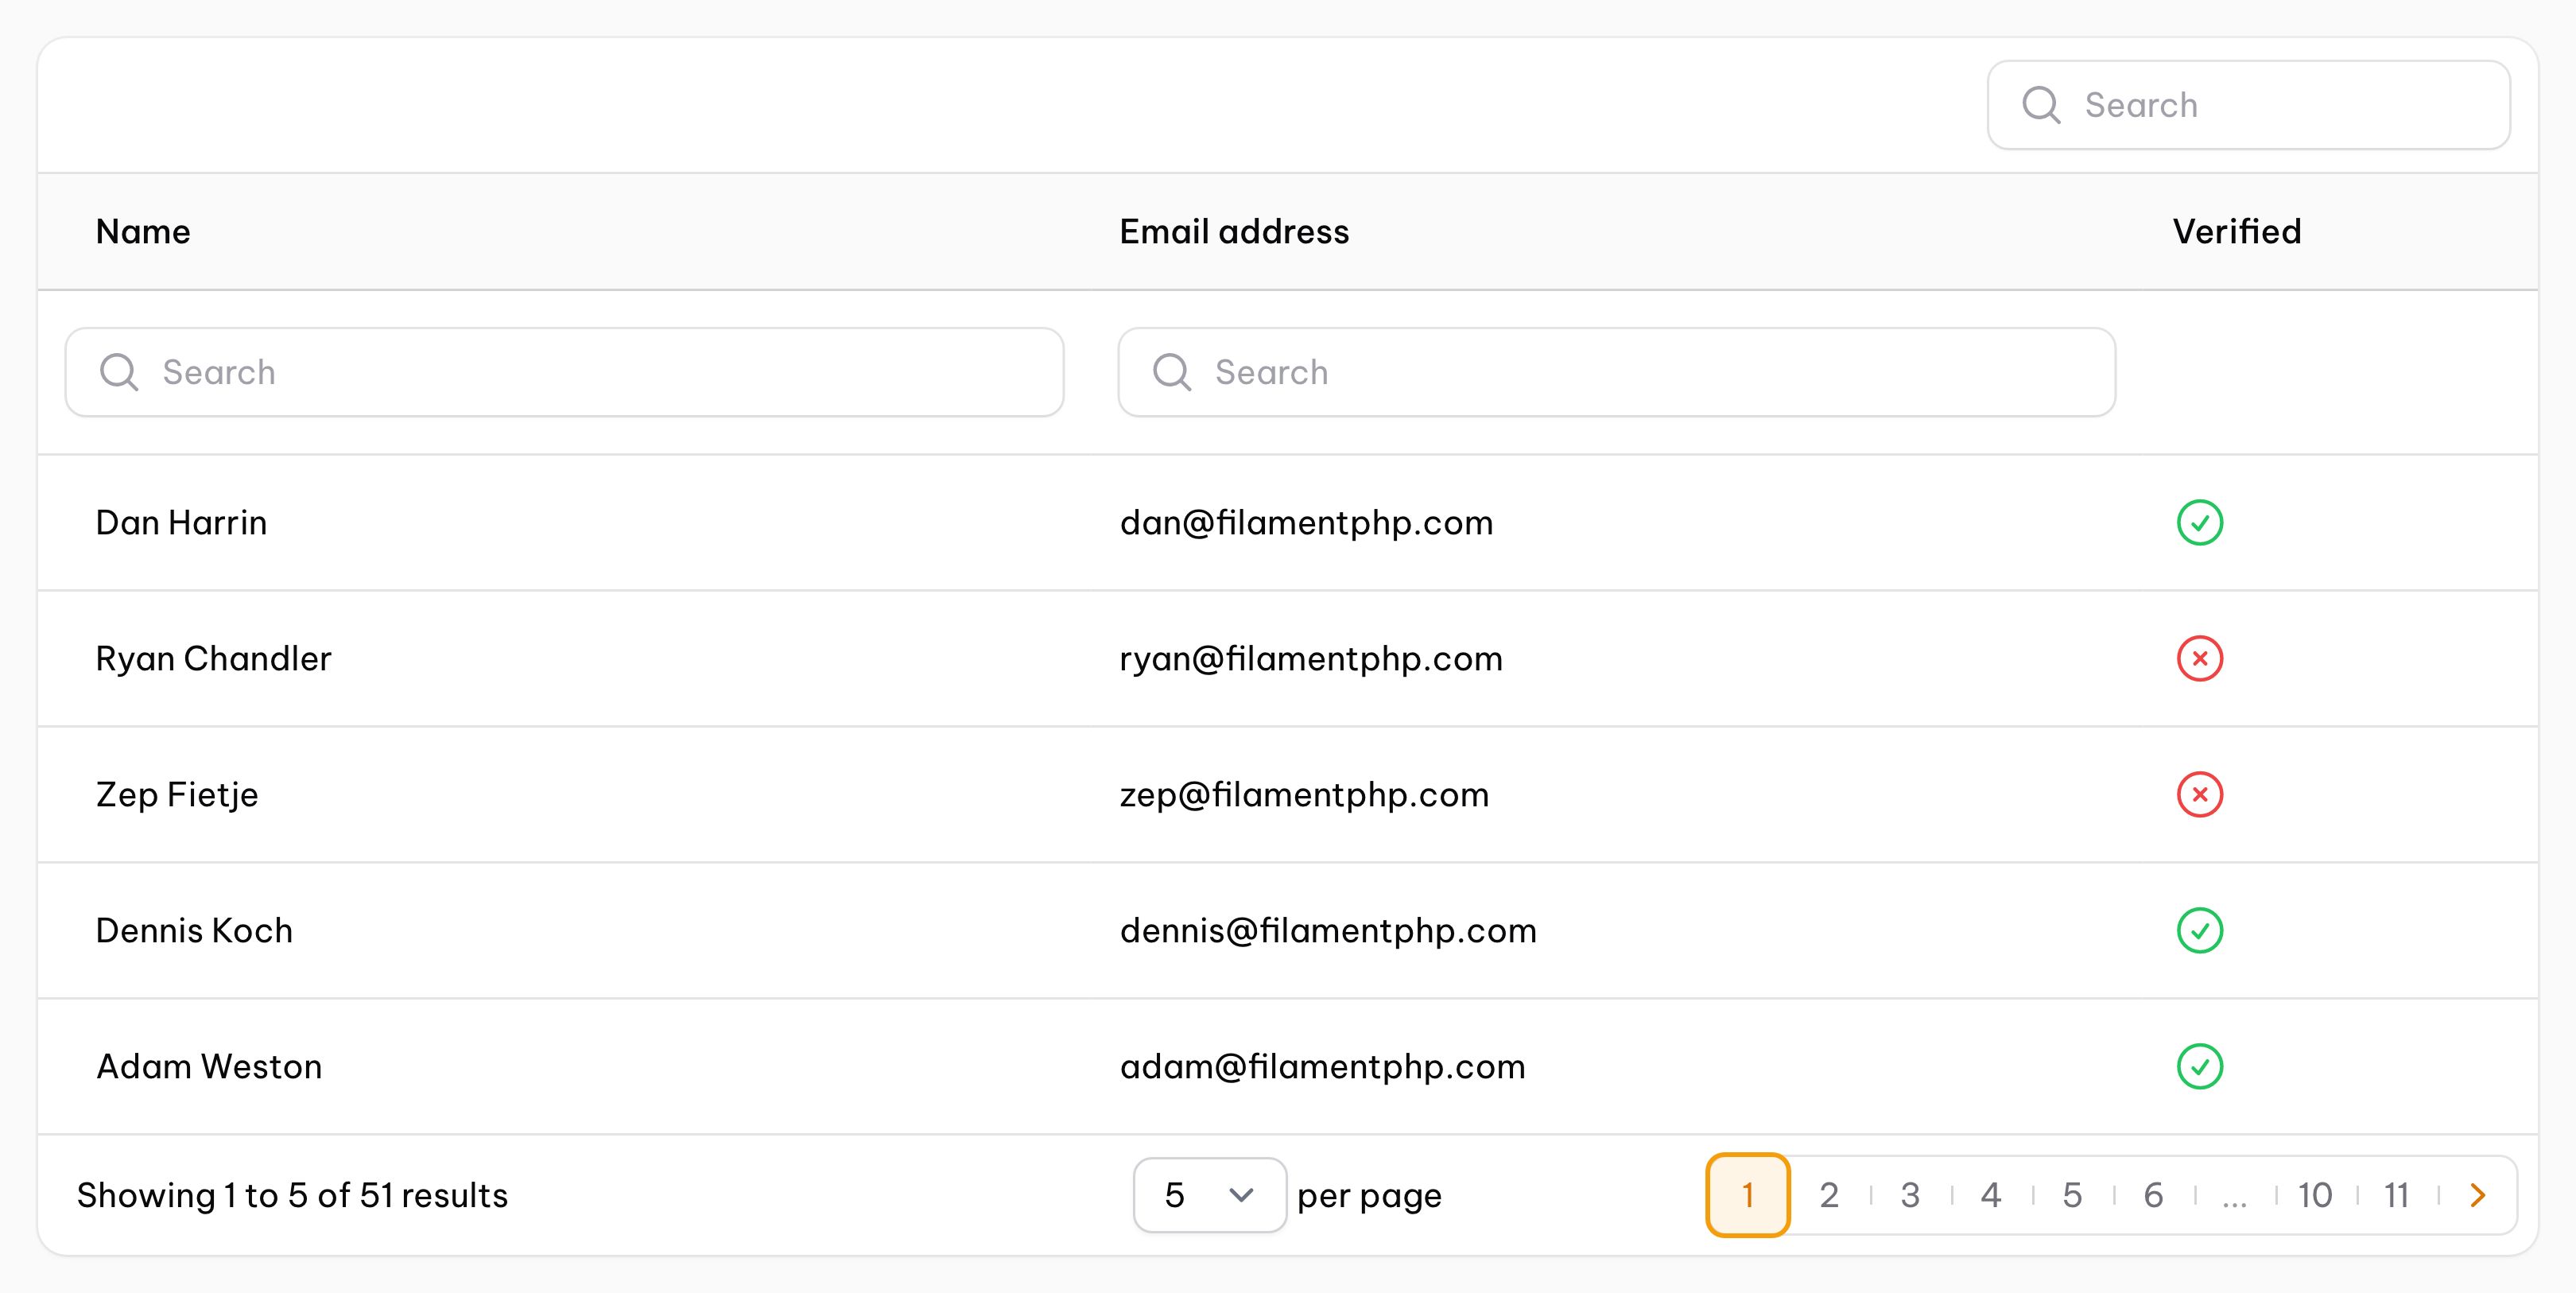 Search
Name Email address Verified
Search Search
Dan Harrin dan@filamentphp.com
Ryan Chandler ryan@filamentphp.com
Zep Fietje zep@filamentphp.com
Dennis Koch dennis@filamentphp.com
Adam Weston adam@filamentphp.com
Showing 1 to 5 of 51 results 5 per page 1 2 3 4 5 6 ... 10 11